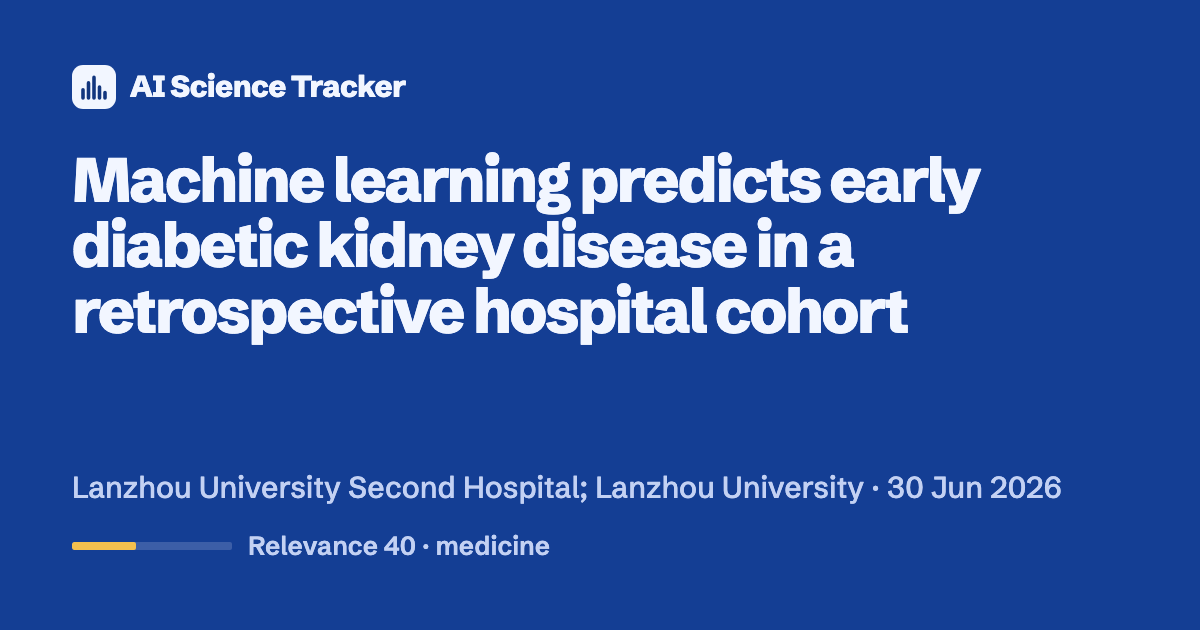 AI Science Tracker
Machine learning predicts early
diabetic kidney disease in a
retrospective hospital cohort
Lanzhou University Second Hospital; Lanzhou University · 30 Jun 2026
Relevance 40 · medicine